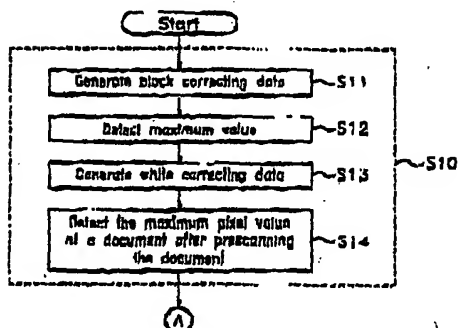 Start
Generate black correcting data
S11
Detect maximum value
S12
Generate white correcting data
S13
S10
Detect the maximum pixel value
of a document after prescanning
the document
S14
A